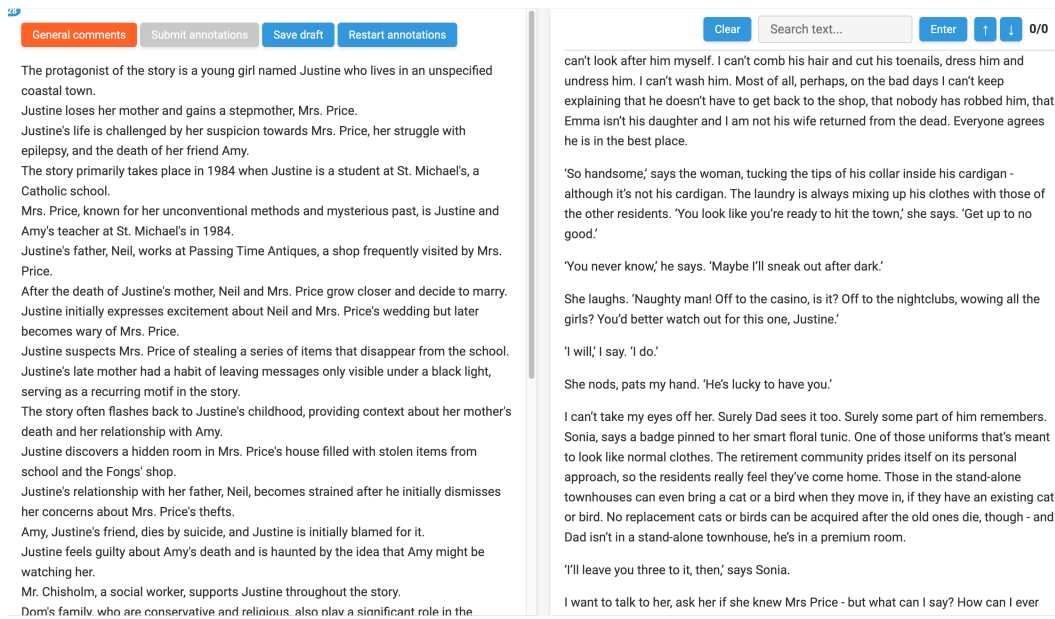 28
General comments
Submit annotations
Save draft
Restart annotations
The protagonist of the story is a young girl named Justine who lives in an unspecified
coastal town.
Justine loses her mother and gains a stepmother, Mrs. Price.
Justine's life is challenged by her suspicion towards Mrs. Price, her struggle with
epilepsy, and the death of her friend Amy.
The story primarily takes place in 1984 when Justine is a student at St. Michael's, a
Catholic school.
Mrs. Price, known for her unconventional methods and mysterious past, is Justine and
Amy's teacher at St. Michael's in 1984.
Justine's father, Neil, works at Passing Time Antiques, a shop frequently visited by Mrs.
Price.
After the death of Justine's mother, Neil and Mrs. Price grow closer and decide to marry.
Justine initially expresses excitement about Neil and Mrs. Price's wedding but later
becomes wary of Mrs. Price.
Justine suspects Mrs. Price of stealing a series of items that disappear from the school.
Justine's late mother had a habit of leaving messages only visible under a black light,
serving as a recurring motif in the story.
The story often flashes back to Justine's childhood, providing context about her mother's
death and her relationship with Amy.
Justine discovers a hidden room in Mrs. Price's house filled with stolen items from
school and the Fongs' shop.
Justine's relationship with her father, Neil, becomes strained after he initially dismisses
her concerns about Mrs. Price's thefts.
Amy, Justine's friend, dies by suicide, and Justine is initially blamed for it.
Justine feels guilty about Amy's death and is haunted by the idea that Amy might be
watching her.
Mr. Chisholm, a social worker, supports Justine throughout the story.
Dom's family, who are conservative and religious, also play a significant role in the
Clear
Search text...
Enter
↑
↓
0/0
can’t look after him myself. I can’t comb his hair and cut his toenails, dress him and
undress him. I can’t wash him. Most of all, perhaps, on the bad days I can’t keep
explaining that he doesn’t have to get back to the shop, that nobody has robbed him, that
Emma isn’t his daughter and I am not his wife returned from the dead. Everyone agrees
he is in the best place.
‘So handsome,’ says the woman, tucking the tips of his collar inside his cardigan -
although it’s not his cardigan. The laundry is always mixing up his clothes with those of
the other residents. ‘You look like you’re ready to hit the town,’ she says. ‘Get up to no
good.’
‘You never know,’ he says. ‘Maybe I’ll sneak out after dark.’
She laughs. ‘Naughty man! Off to the casino, is it? Off to the nightclubs, wowing all the
girls? You’d better watch out for this one, Justine.’
‘I will,’ I say. ‘I do.’
She nods, pats my hand. ‘He’s lucky to have you.’
I can’t take my eyes off her. Surely Dad sees it too. Surely some part of him remembers.
Sonia, says a badge pinned to her smart floral tunic. One of those uniforms that’s meant
to look like normal clothes. The retirement community prides itself on its personal
approach, so the residents really feel they’ve come home. Those in the stand-alone
townhouses can even bring a cat or a bird when they move in, if they have an existing cat
or bird. No replacement cats or birds can be acquired after the old ones die, though - and
Dad isn’t in a stand-alone townhouse, he’s in a premium room.
‘I’ll leave you three to it, then,’ says Sonia.
I want to talk to her, ask her if she knew Mrs Price - but what can I say? How can I ever